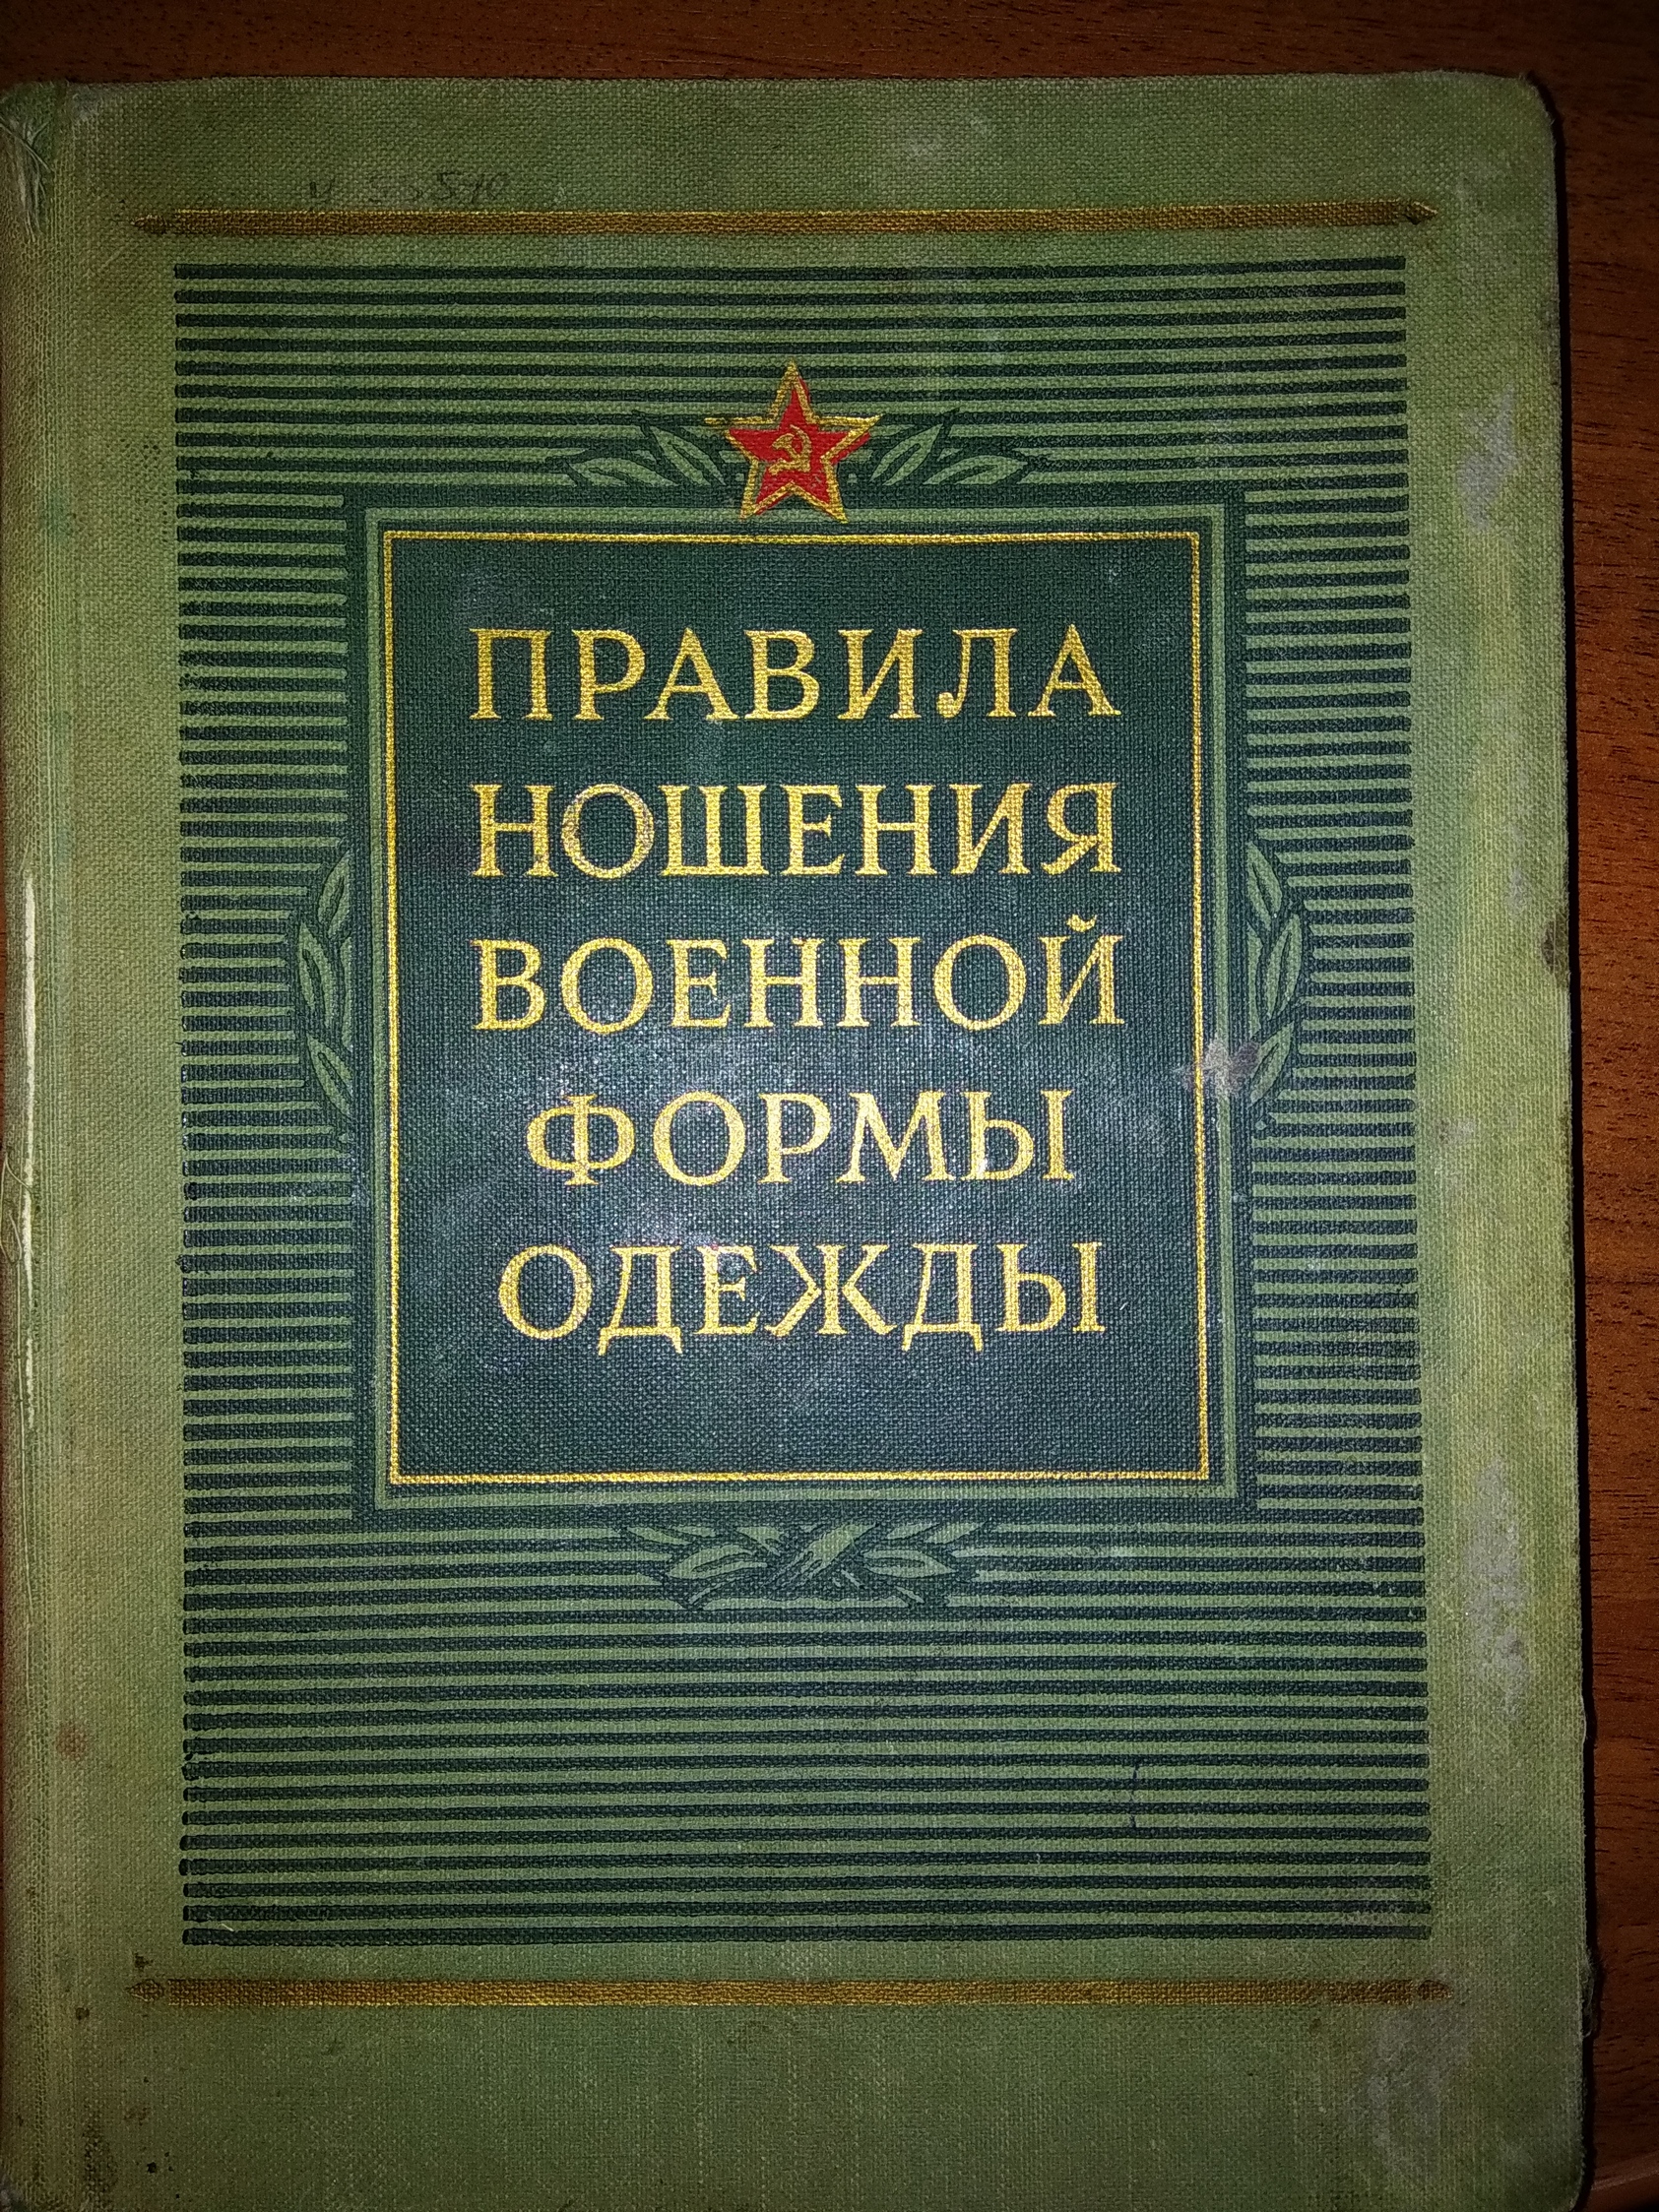 ПРАВИЛА
НОШЕНИЯ
ВОЕННОЙ
ФОРМЫ
ОДЕЖДЫ